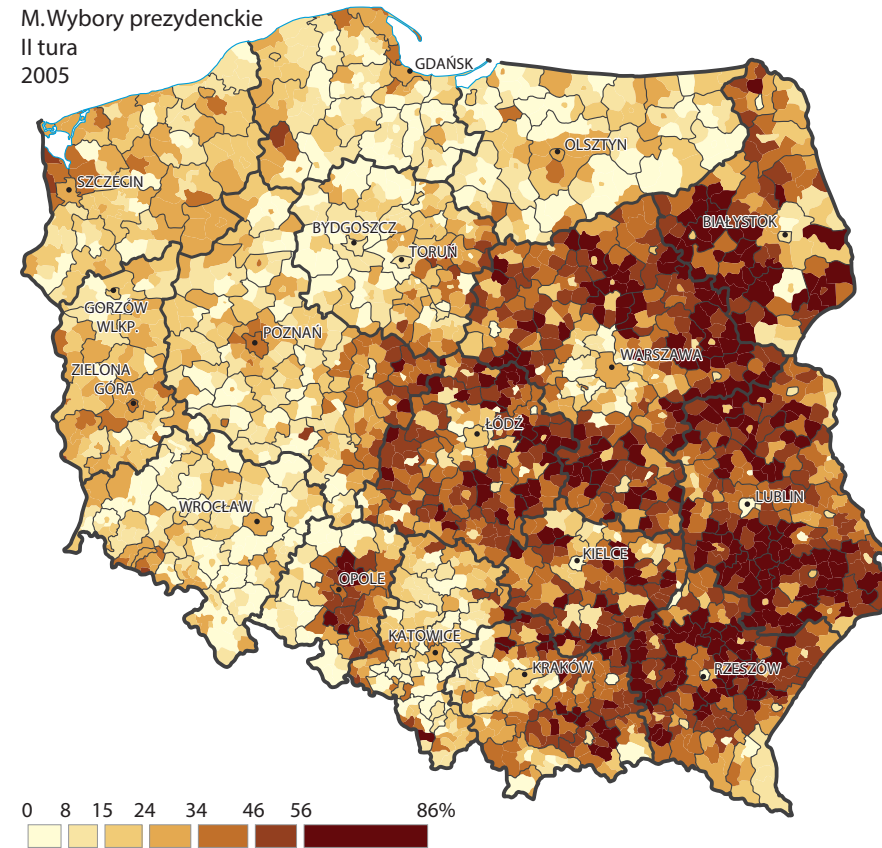 M.Wybory prezydenckie
II tura
2005
GDAŃSK
OLSZTYN
SZCZECIN
BIAŁYSTOK
BYDGOSZCZ
TORUŃ
GORZÓW
WLKP.
POZNAŃ
WARSZAWA
ZIELONA
GÓRA
ŁÓDŹ
LUBLIN
WROCŁAW
KIELCE
OPOLE
KATOWICE
KRAKÓW
RZESZÓW
0 8 15 24 34 46 56 86%